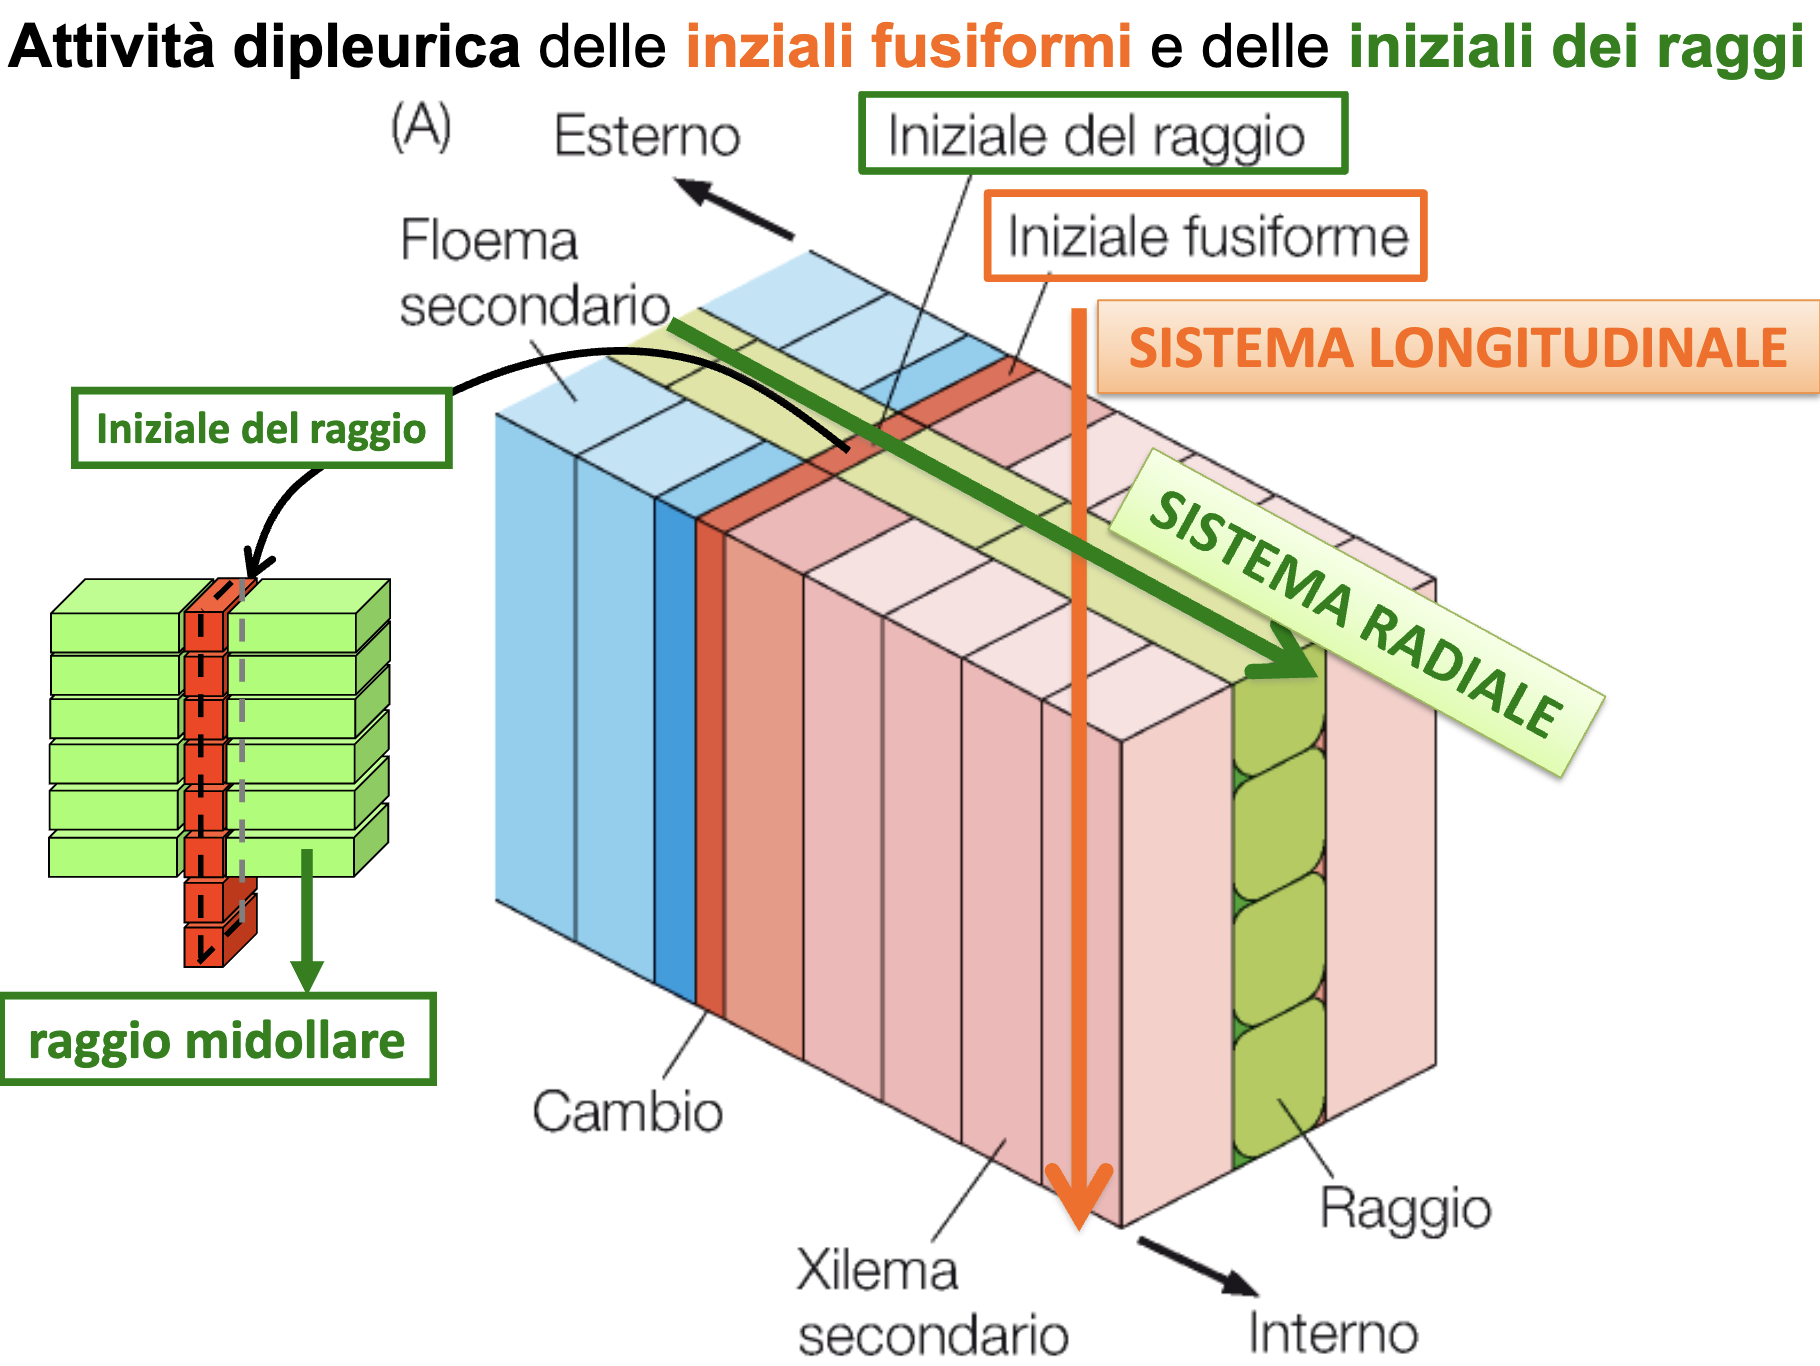 Attività dipleurica delle inziali fusiformi e delle iniziali dei raggi
(A)
Esterno
Iniziale del raggio
Iniziale fusiforme
Floema
secondario
SISTEMA LONGITUDINALE
Iniziale del raggio
SISTEMA RADIALE
raggio midollare
Cambio
Raggio
Xilema
secondario
Interno